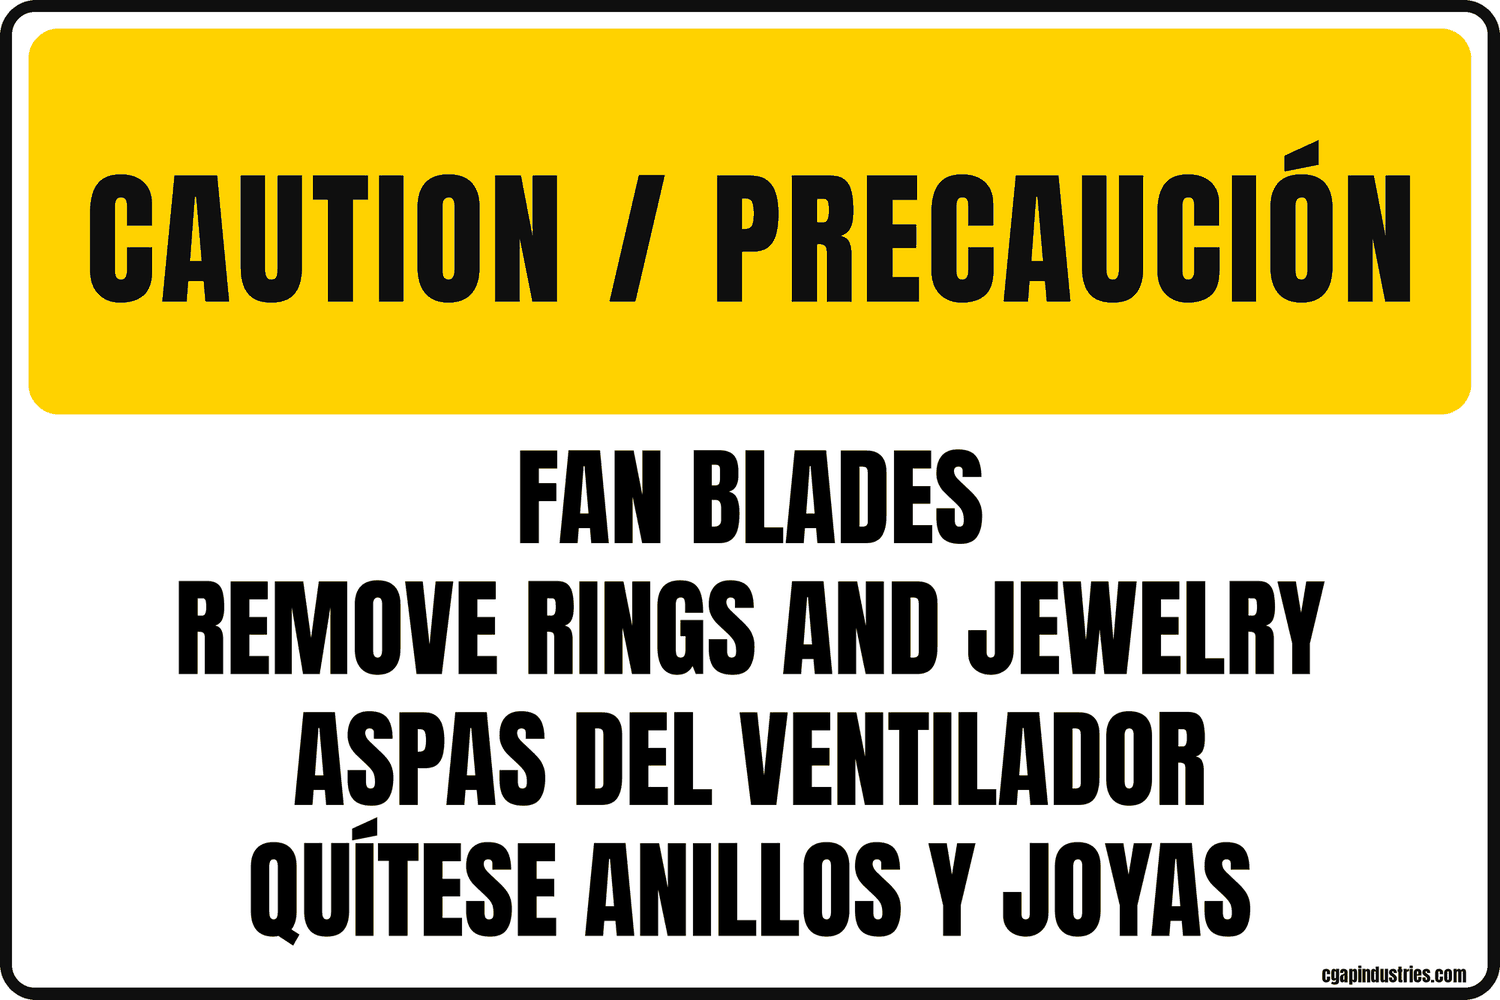 CAUTION / PRECAUCIÓN
FAN BLADES
REMOVE RINGS AND JEWELRY
ASPAS DEL VENTILADOR
QUÍTESE ANILLOS Y JOYAS
cgapindustries.com